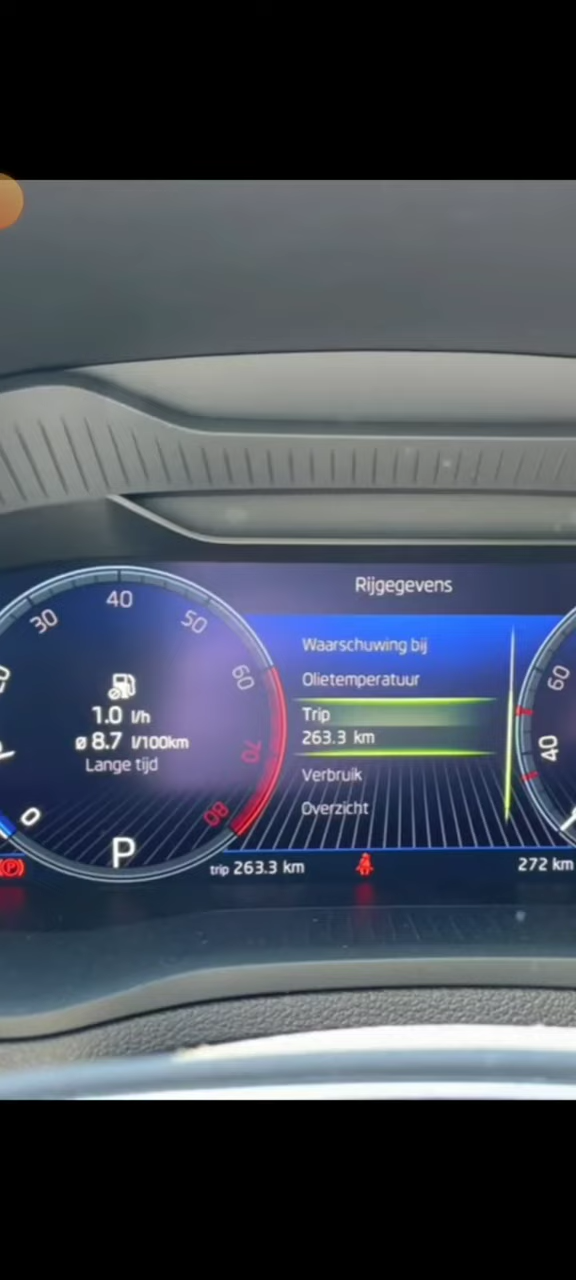 Rijgegevens
40
30
50
60
1.0 l/h
ø 8.7 l/100km
Lange tijd
70
80
0
P
Waarschuwing bij
Olietemperatuur
Trip
263.3 km
Verbruik
Overzicht
60
40
(P)
trip 263.3 km
272 km